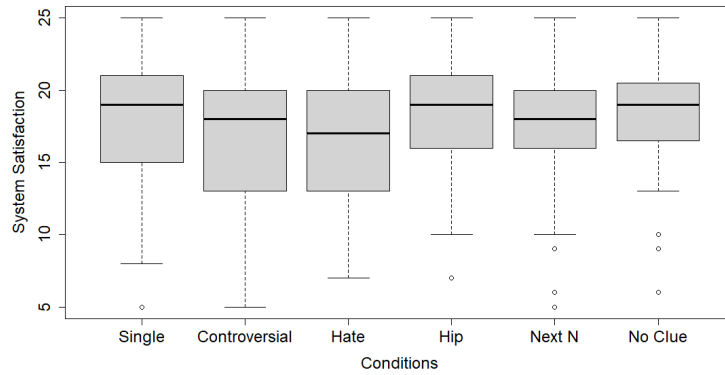 System Satisfaction
25
20
15
10
5
Single Controversial Hate Hip Next N No Clue
Conditions